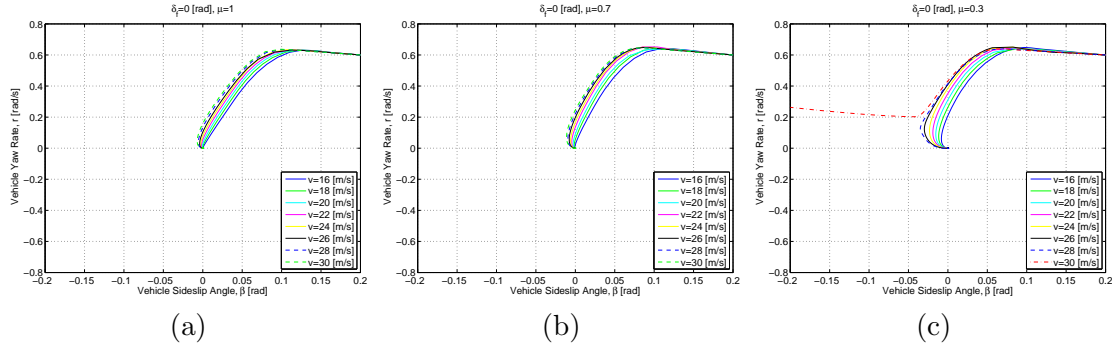 δf=0 [rad], μ=1
0.8
0.6
0.4
0.2
0
−0.2
−0.4
−0.6
−0.8
Vehicle Yaw Rate, r [rad/s]
v=16 [m/s]
v=18 [m/s]
v=20 [m/s]
v=22 [m/s]
v=24 [m/s]
v=26 [m/s]
v=28 [m/s]
v=30 [m/s]
−0.2 −0.15 −0.1 −0.05 0 0.05 0.1 0.15 0.2
Vehicle Sideslip Angle, β [rad]
(a)
δf=0 [rad], μ=0.7
0.8
0.6
0.4
0.2
0
−0.2
−0.4
−0.6
−0.8
Vehicle Yaw Rate, r [rad/s]
v=16 [m/s]
v=18 [m/s]
v=20 [m/s]
v=22 [m/s]
v=24 [m/s]
v=26 [m/s]
v=28 [m/s]
v=30 [m/s]
−0.2 −0.15 −0.1 −0.05 0 0.05 0.1 0.15 0.2
Vehicle Sideslip Angle, β [rad]
(b)
δf=0 [rad], μ=0.3
0.8
0.6
0.4
0.2
0
−0.2
−0.4
−0.6
−0.8
Vehicle Yaw Rate, r [rad/s]
v=16 [m/s]
v=18 [m/s]
v=20 [m/s]
v=22 [m/s]
v=24 [m/s]
v=26 [m/s]
v=28 [m/s]
v=30 [m/s]
−0.2 −0.15 −0.1 −0.05 0 0.05 0.1 0.15 0.2
Vehicle Sideslip Angle, β [rad]
(c)